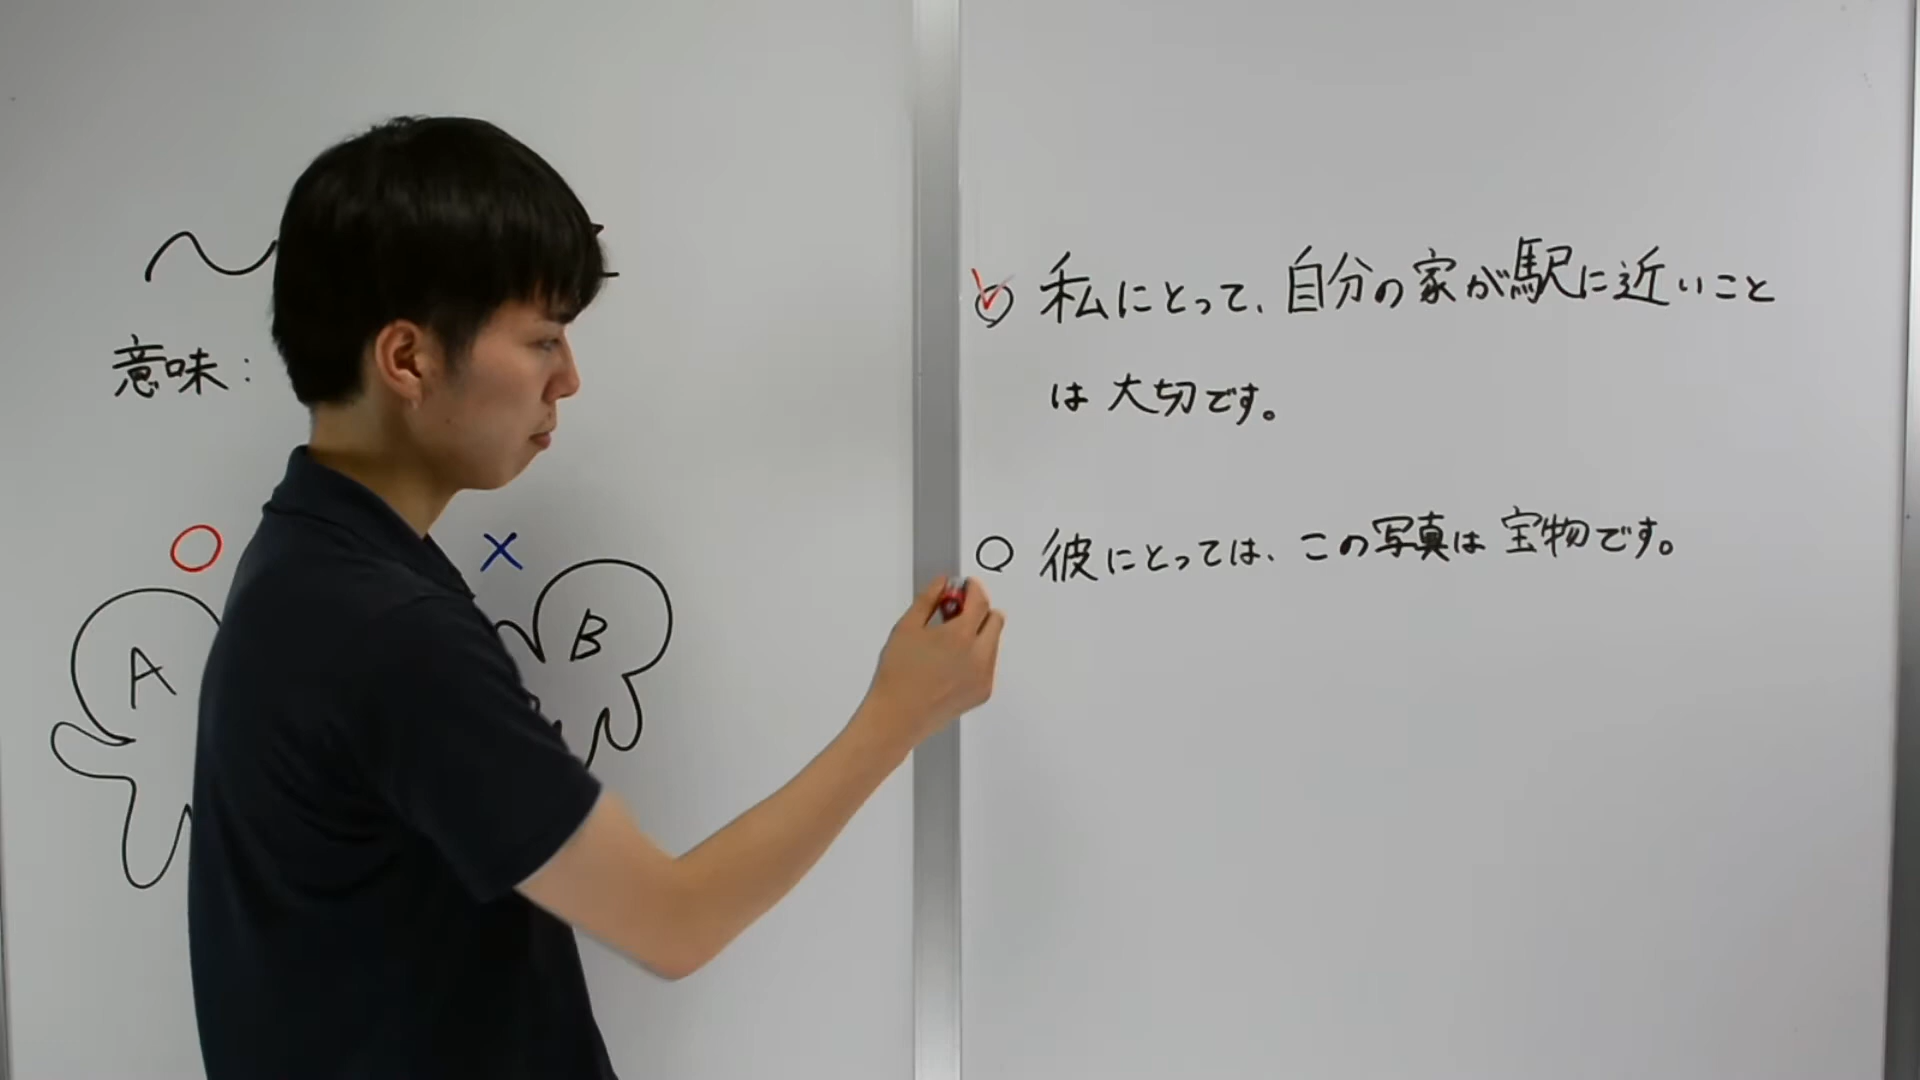 〜
意味:
○
×
A
B
○ 私にとって、自分の家が駅に近いこと
は大切です。
○ 彼にとっては、この写真は宝物です。